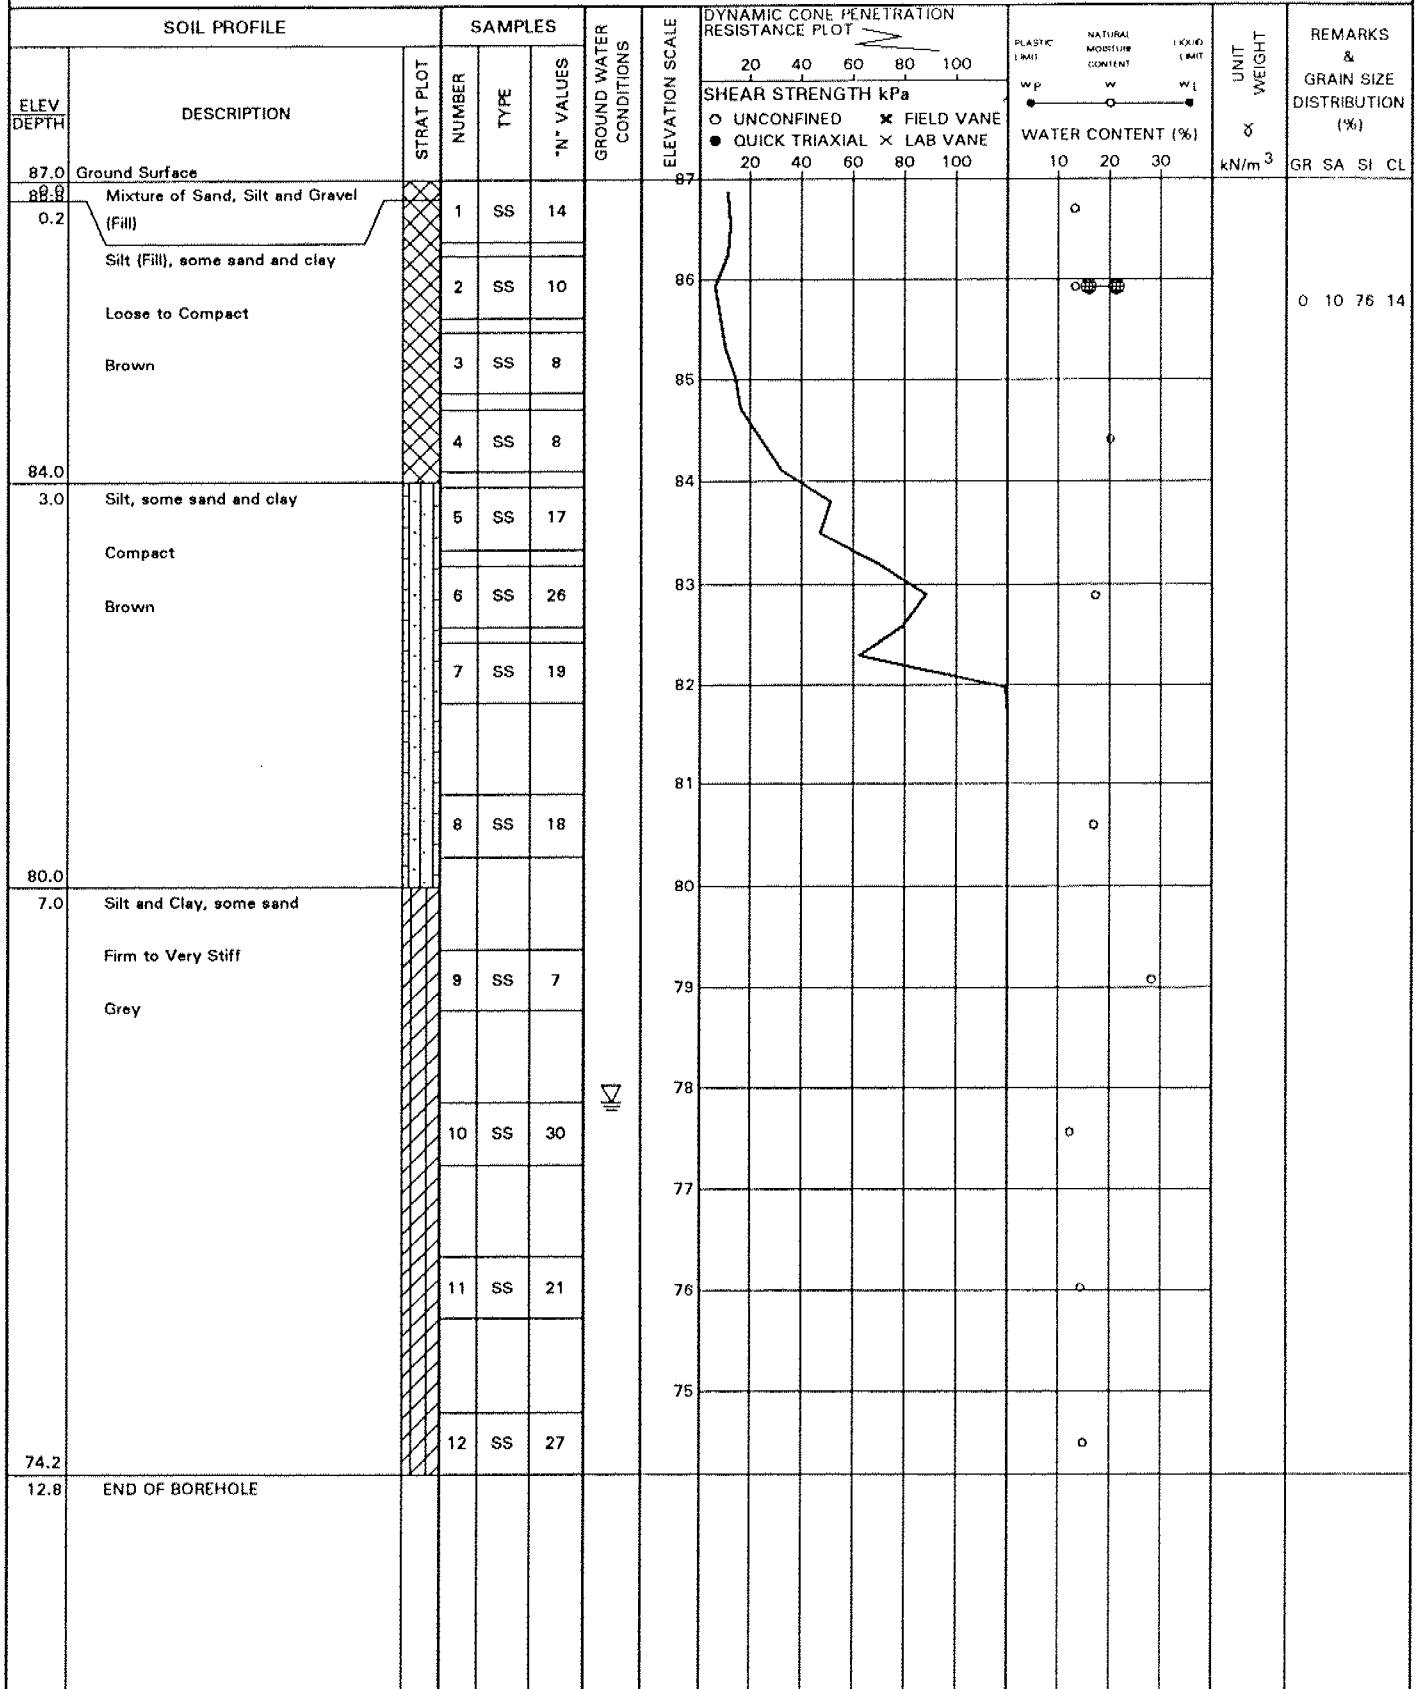 SOIL PROFILE
SAMPLES
GROUND WATER
CONDITIONS
ELEVATION SCALE
DYNAMIC CONE PENETRATION
RESISTANCE PLOT
20 40 60 80 100
SHEAR STRENGTH kPa
○ UNCONFINED ✖ FIELD VANE
● QUICK TRIAXIAL × LAB VANE
20 40 60 80 100
PLASTIC
LIMIT
NATURAL
MOISTURE
CONTENT
LIQUID
LIMIT
WP W WL
WATER CONTENT (%)
10 20 30
UNIT
WEIGHT
γ
kN/m³
REMARKS
&
GRAIN SIZE
DISTRIBUTION
(%)
GR SA SI CL
ELEV
DEPTH
DESCRIPTION
STRAT PLOT
NUMBER
TYPE
"N" VALUES
87.0 Ground Surface
87
0.0
86.8 Mixture of Sand, Silt and Gravel
0.2 (Fill)
1 SS 14
Silt (Fill), some sand and clay
86
2 SS 10
0 10 76 14
Loose to Compact
Brown
3 SS 8
85
4 SS 8
84.0
84
3.0 Silt, some sand and clay
5 SS 17
Compact
83
6 SS 26
Brown
7 SS 19
82
81
8 SS 18
80.0
80
7.0 Silt and Clay, some sand
Firm to Very Stiff
9 SS 7
79
Grey
78
10 SS 30
77
11 SS 21
76
75
12 SS 27
74.2
12.8 END OF BOREHOLE